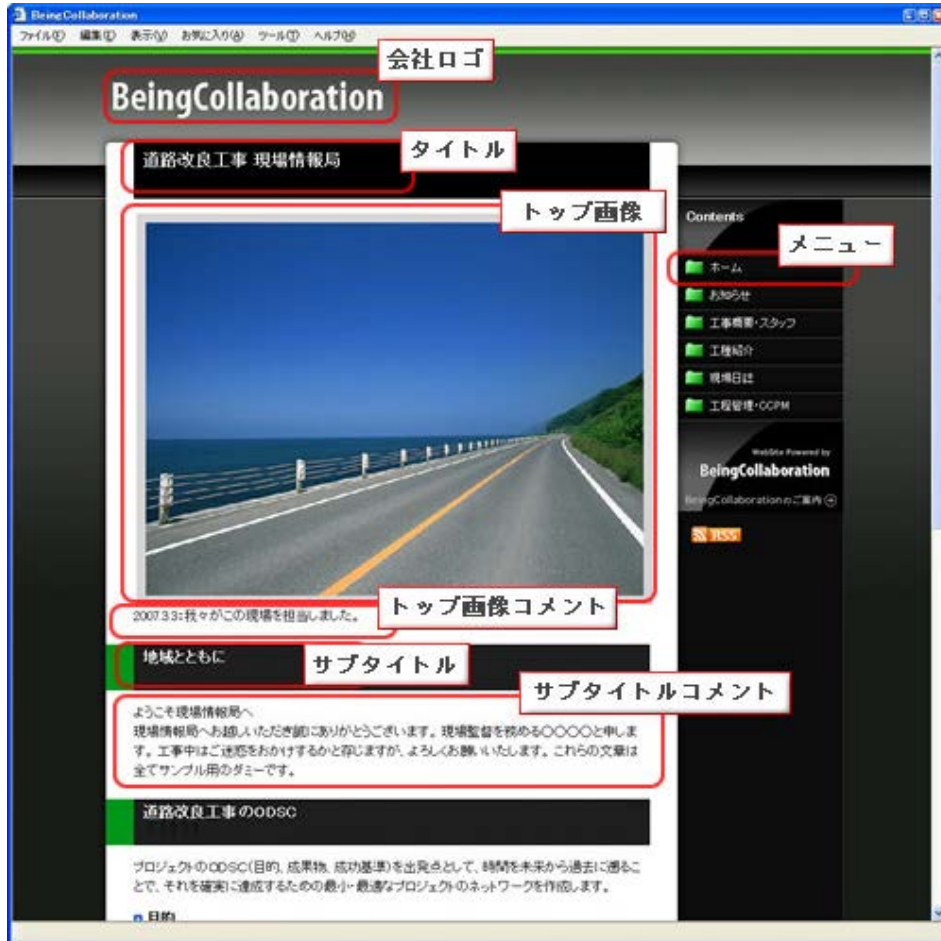 BeingCollaboration
ファイル(F) 編集(E) 表示(V) お気に入り(A) ツール(T) ヘルプ(H)
会社ロゴ
BeingCollaboration
タイトル
道路改良工事 現場情報局
トップ画像
Contents
メニュー
ホーム
お知らせ
工事概要・スタッフ
工種紹介
現場日誌
工程管理・CCPM
WebSite Powered by
BeingCollaboration
BeingCollaborationのご案内
RSS
トップ画像コメント
2007.3.3:我々がこの現場を担当しました。
地域とともに
サブタイトル
サブタイトルコメント
ようこそ現場情報局へ
現場情報局へお越しいただき誠にありがとうございます。現場監督を務める〇〇〇〇と申しま
す。工事中はご迷惑をおかけするかと存じますが、よろしくお願いいたします。これらの文章は
全てサンプル用のダミーです。
道路改良工事のODSC
プロジェクトのODSC(目的、成果物、成功基準)を出発点として、時間を未来から過去に遡るこ
とで、それを確実に達成するための最小・最適なプロジェクトのネットワークを作成します。
目的